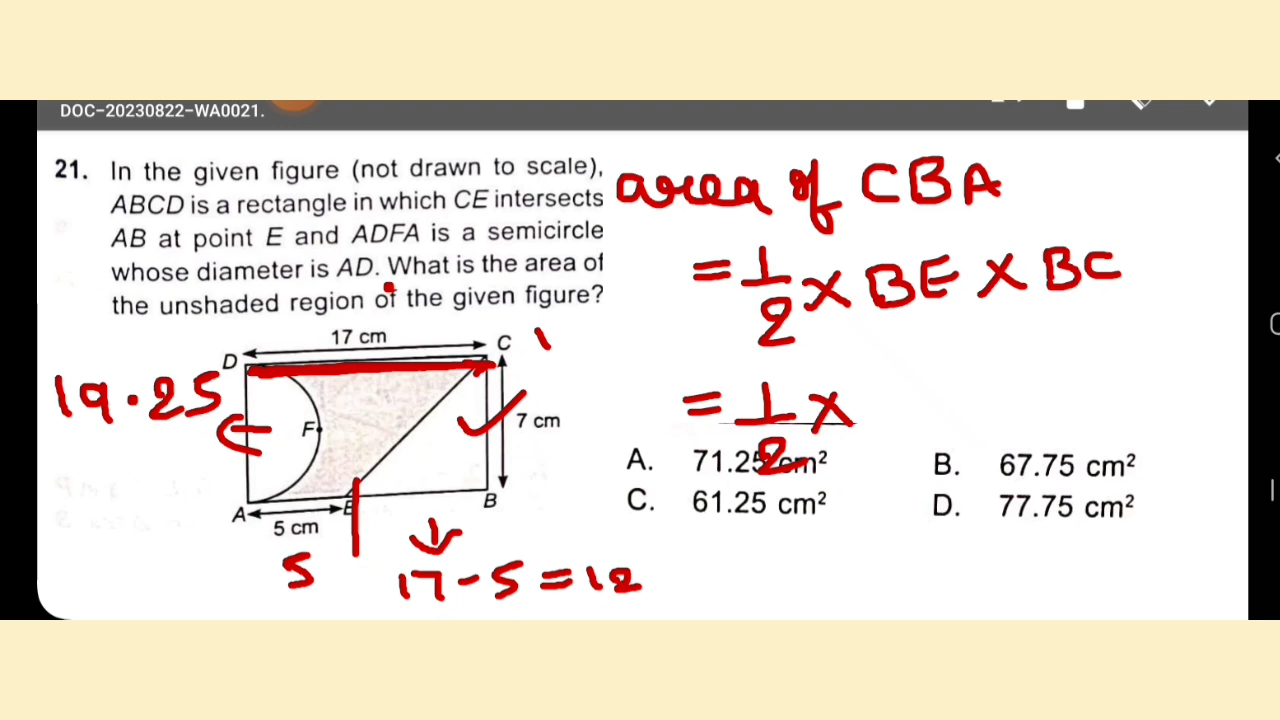 DOC-20230822-WA0021.
21. In the given figure (not drawn to scale),
ABCD is a rectangle in which CE intersects
AB at point E and ADFA is a semicircle
whose diameter is AD. What is the area of
the unshaded region of the given figure?
area of CBA
= 1/2 × BE × BC
= 1/2 ×
17 cm
D
C
19.25
F
7 cm
A
E
B
5 cm
5
17-5=12
A. 71.25 cm²
B. 67.75 cm²
C. 61.25 cm²
D. 77.75 cm²